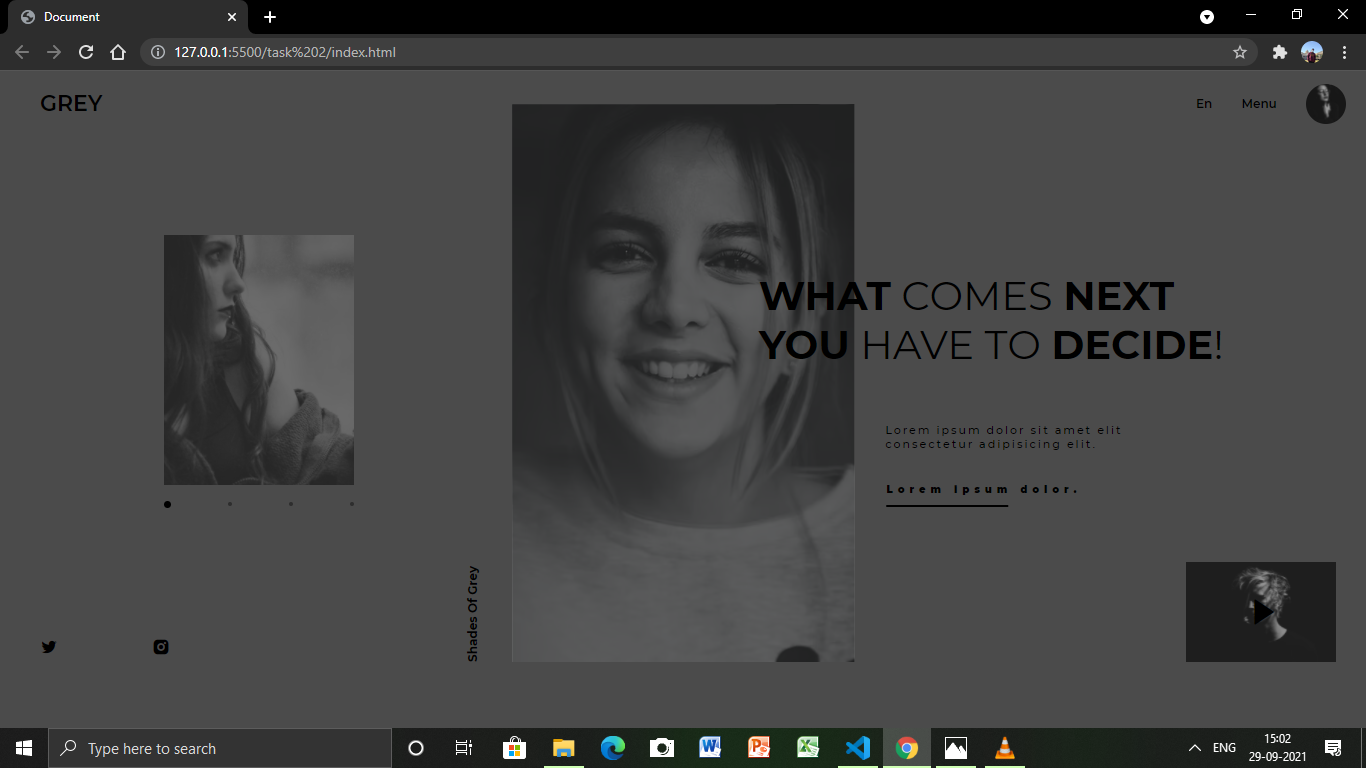 Document
127.0.0.1:5500/task%202/index.html
GREY
En
Menu
WHAT COMES NEXT
YOU HAVE TO DECIDE!
Lorem ipsum dolor sit amet elit
consectetur adipisicing elit.
Lorem ipsum dolor.
Shades Of Grey
Type here to search
ENG
15:02
29-09-2021